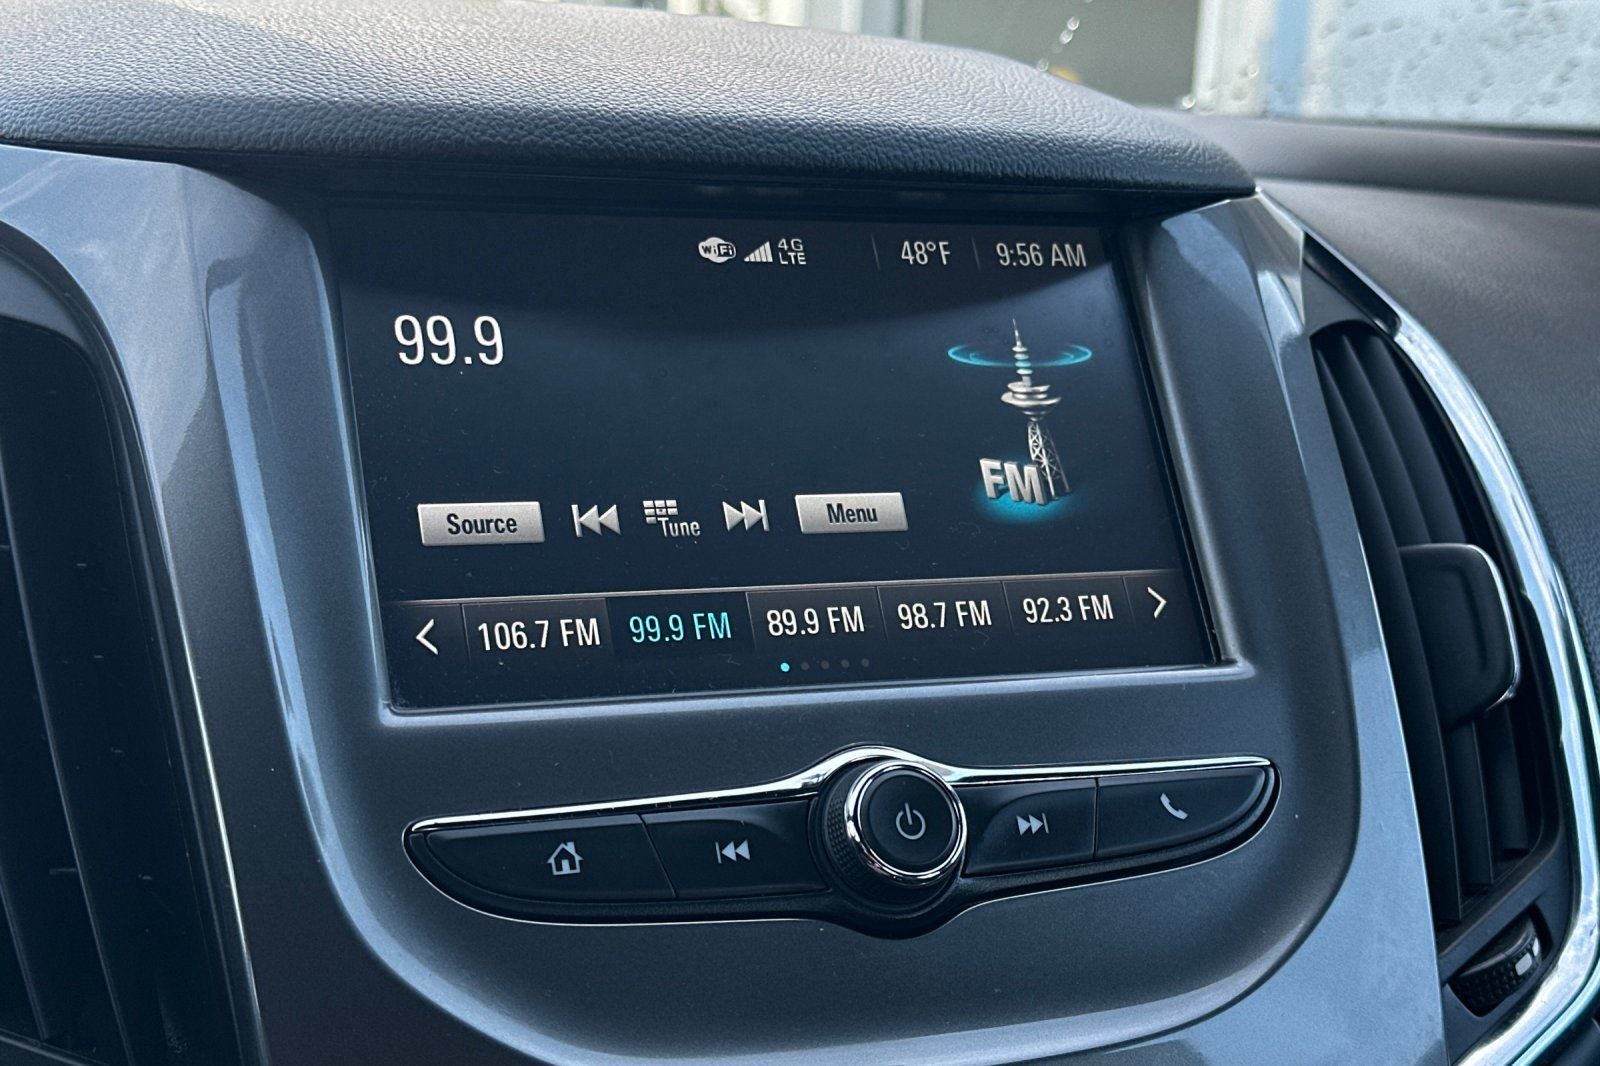 WiFi 4G LTE 48°F 9:56 AM
99.9
FM
Source Tune Menu
106.7 FM 99.9 FM 89.9 FM 98.7 FM 92.3 FM